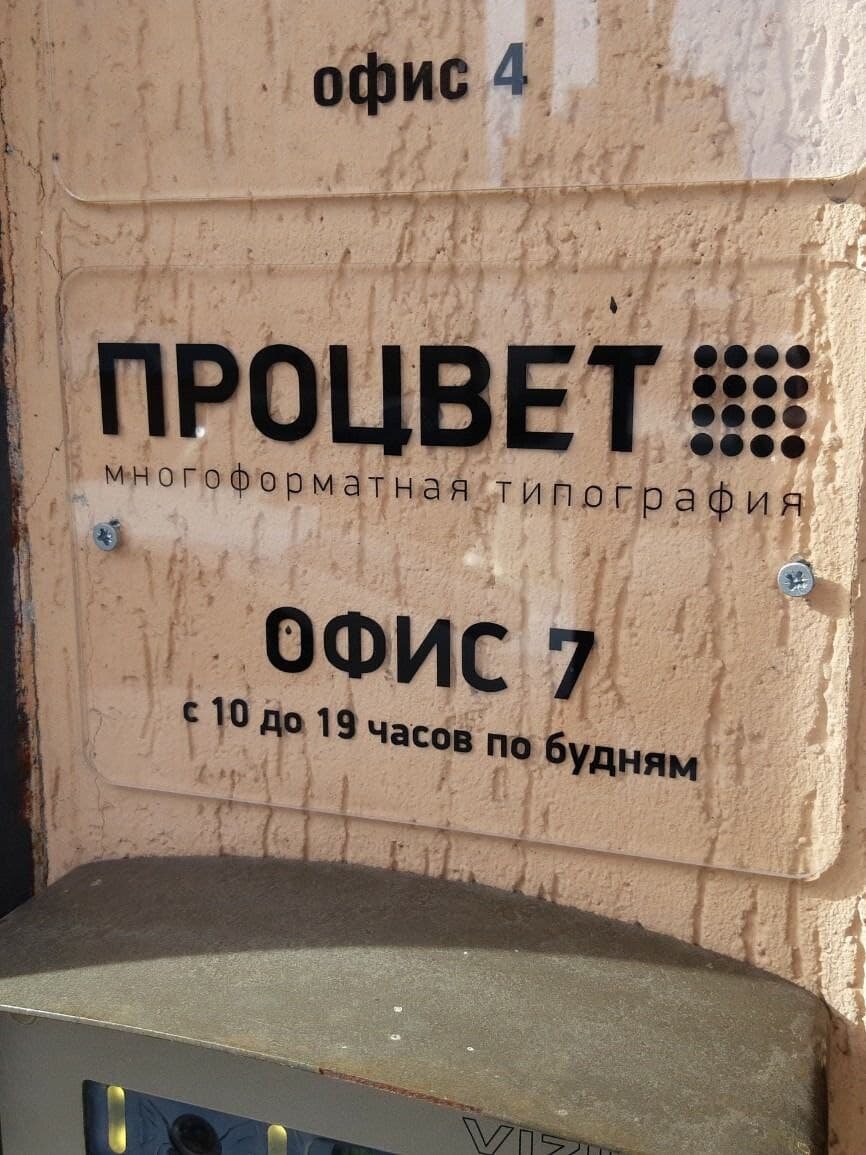 офис 4
ПРОЦВЕТ
многоформатная типография
ОФИС 7
с 10 до 19 часов по будням